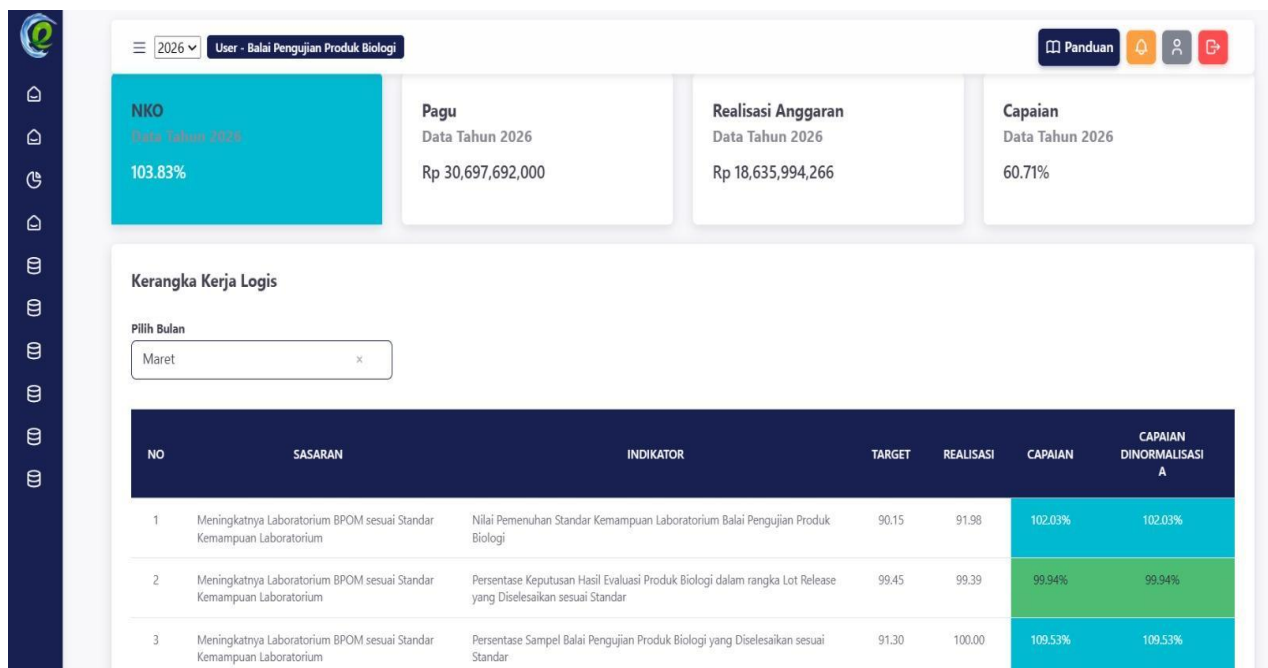 2026 User - Balai Pengujian Produk Biologi Panduan
NKO
Data Tahun 2026
103.83%
Pagu
Data Tahun 2026
Rp 30,697,692,000
Realisasi Anggaran
Data Tahun 2026
Rp 18,635,994,266
Capaian
Data Tahun 2026
60.71%
Kerangka Kerja Logis
Pilih Bulan
Maret x
NO SASARAN INDIKATOR TARGET REALISASI CAPAIAN CAPAIAN
DINORMALISASI
A
1 Meningkatnya Laboratorium BPOM sesuai Standar Nilai Pemenuhan Standar Kemampuan Laboratorium Balai Pengujian Produk 90.15 91.98 102.03% 102.03%
Kemampuan Laboratorium Biologi
2 Meningkatnya Laboratorium BPOM sesuai Standar Persentase Keputusan Hasil Evaluasi Produk Biologi dalam rangka Lot Release 99.45 99.39 99.94% 99.94%
Kemampuan Laboratorium yang Diselesaikan sesuai Standar
3 Meningkatnya Laboratorium BPOM sesuai Standar Persentase Sampel Balai Pengujian Produk Biologi yang Diselesaikan sesuai 91.30 100.00 109.53% 109.53%
Kemampuan Laboratorium Standar